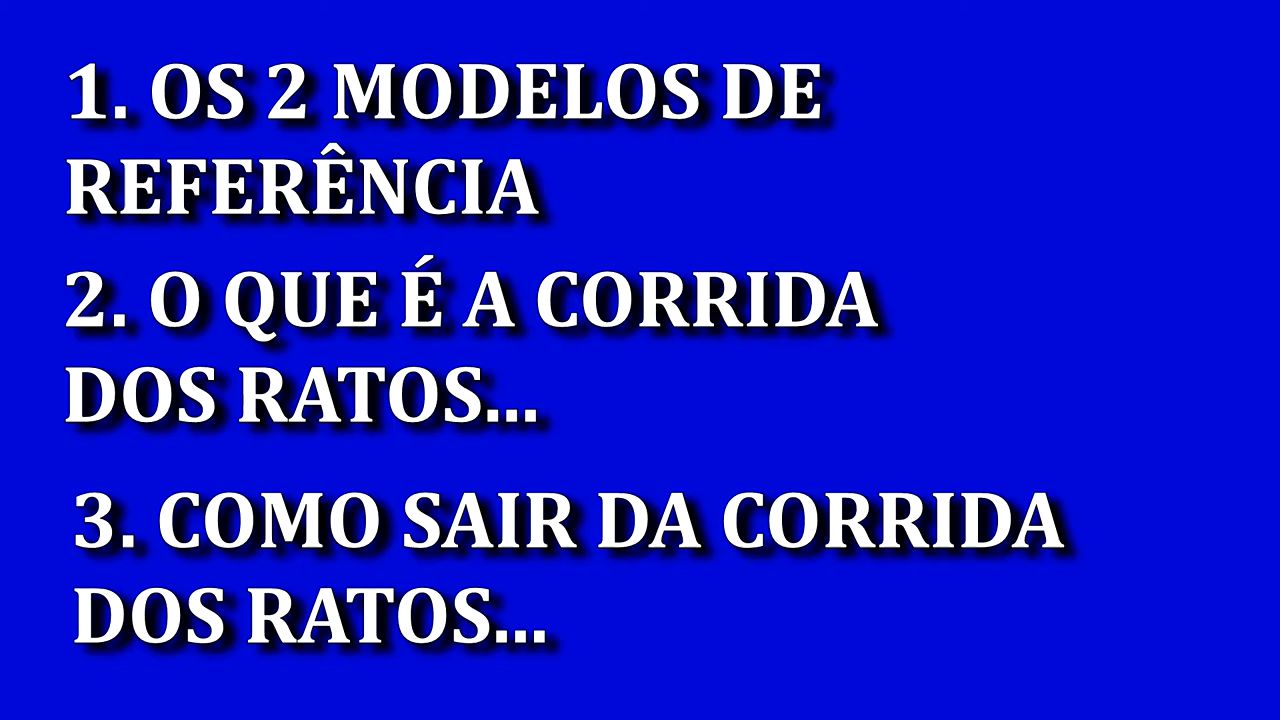 1. OS 2 MODELOS DE
REFERÊNCIA
2. O QUE É A CORRIDA
DOS RATOS...
3. COMO SAIR DA CORRIDA
DOS RATOS...